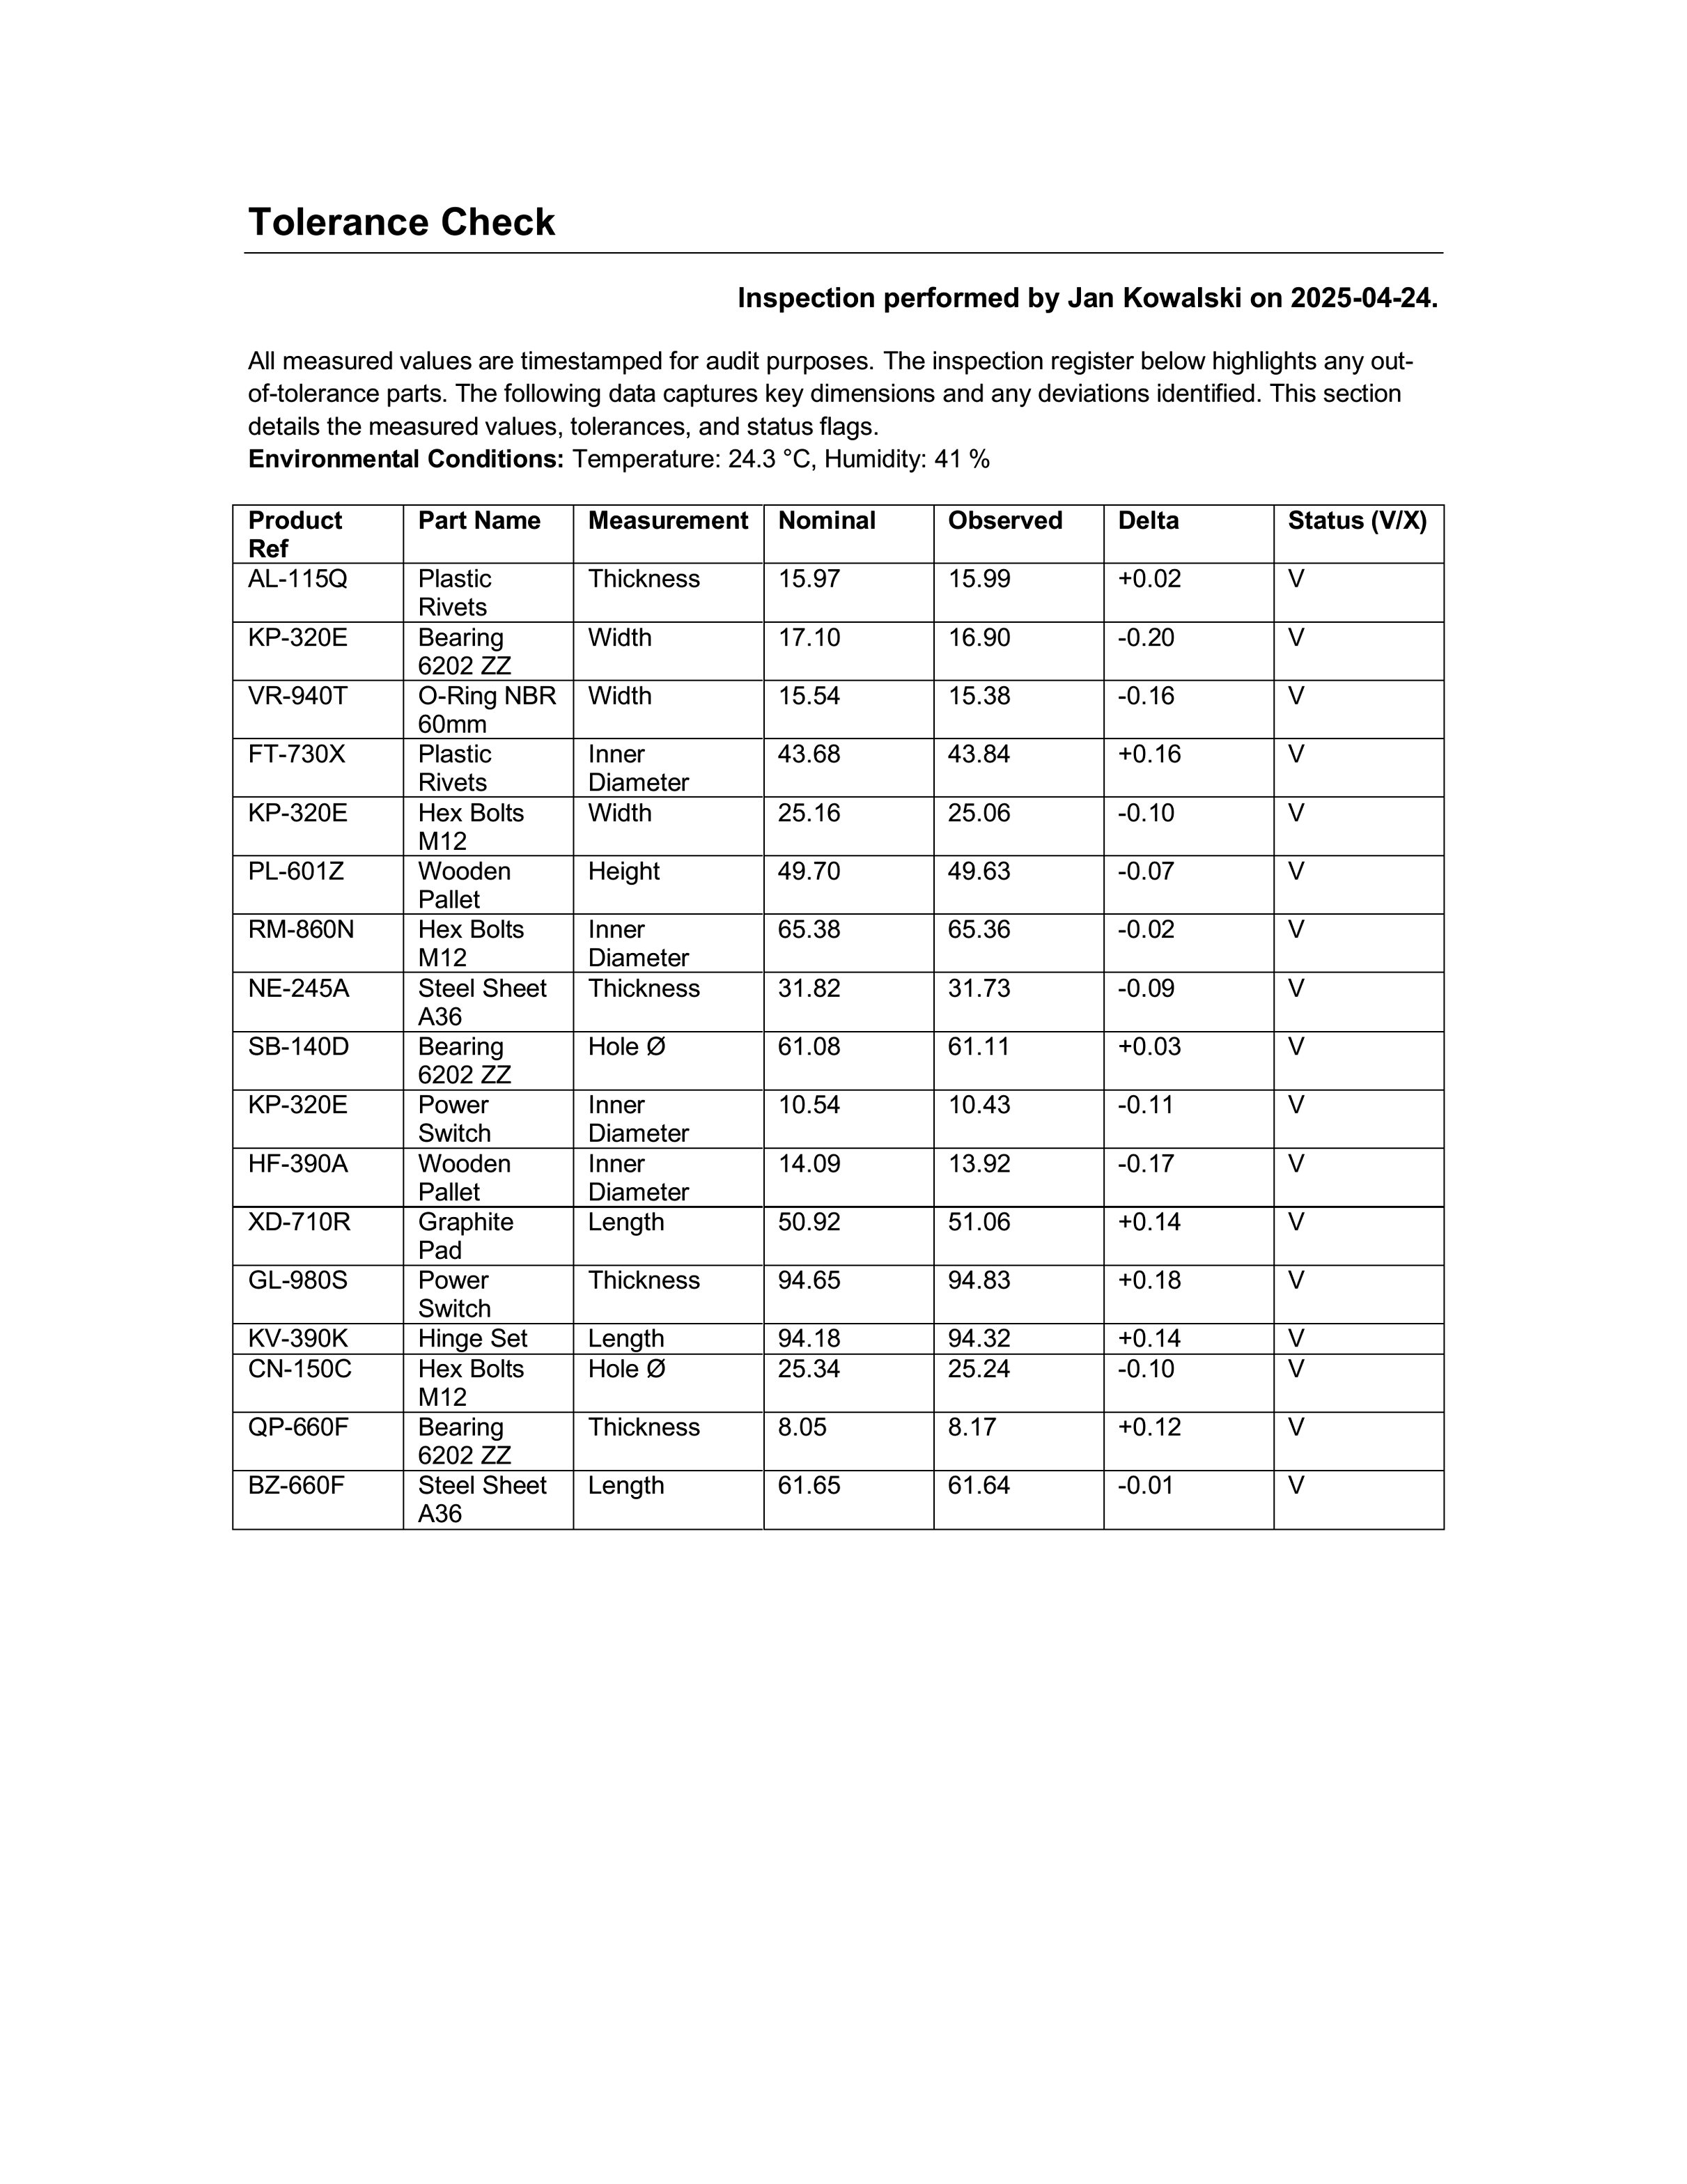 Tolerance Check
Inspection performed by Jan Kowalski on 2025-04-24.
All measured values are timestamped for audit purposes. The inspection register below highlights any out-
of-tolerance parts. The following data captures key dimensions and any deviations identified. This section
details the measured values, tolerances, and status flags.
Environmental Conditions: Temperature: 24.3 °C, Humidity: 41 %
Product Ref Part Name Measurement Nominal Observed Delta Status (V/X)
AL-115Q Plastic Rivets Thickness 15.97 15.99 +0.02 V
KP-320E Bearing 6202 ZZ Width 17.10 16.90 -0.20 V
VR-940T O-Ring NBR 60mm Width 15.54 15.38 -0.16 V
FT-730X Plastic Rivets Inner Diameter 43.68 43.84 +0.16 V
KP-320E Hex Bolts M12 Width 25.16 25.06 -0.10 V
PL-601Z Wooden Pallet Height 49.70 49.63 -0.07 V
RM-860N Hex Bolts M12 Inner Diameter 65.38 65.36 -0.02 V
NE-245A Steel Sheet A36 Thickness 31.82 31.73 -0.09 V
SB-140D Bearing 6202 ZZ Hole Ø 61.08 61.11 +0.03 V
KP-320E Power Switch Inner Diameter 10.54 10.43 -0.11 V
HF-390A Wooden Pallet Inner Diameter 14.09 13.92 -0.17 V
XD-710R Graphite Pad Length 50.92 51.06 +0.14 V
GL-980S Power Switch Thickness 94.65 94.83 +0.18 V
KV-390K Hinge Set Length 94.18 94.32 +0.14 V
CN-150C Hex Bolts M12 Hole Ø 25.34 25.24 -0.10 V
QP-660F Bearing 6202 ZZ Thickness 8.05 8.17 +0.12 V
BZ-660F Steel Sheet A36 Length 61.65 61.64 -0.01 V